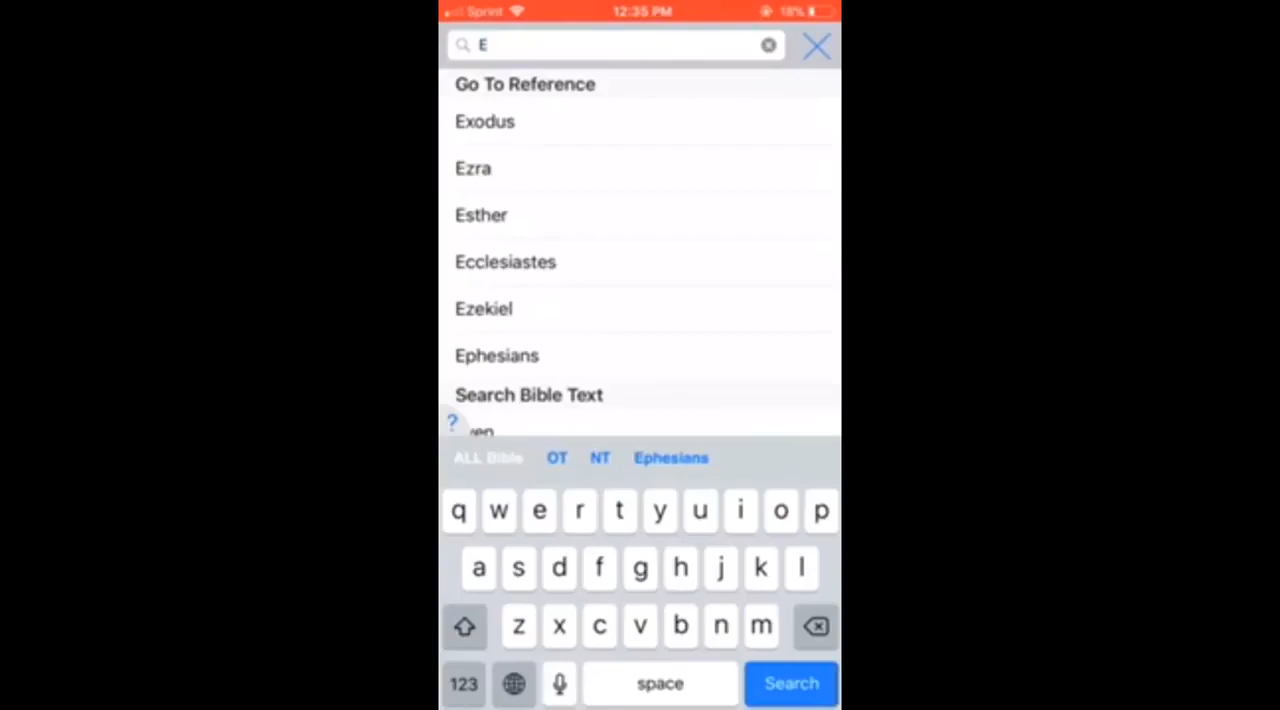 Sprint 12:35 PM 18%
E
Go To Reference
Exodus
Ezra
Esther
Ecclesiastes
Ezekiel
Ephesians
Search Bible Text
?
ALL Bible OT NT Ephesians
q w e r t y u i o p
a s d f g h j k l
z x c v b n m
123 space Search